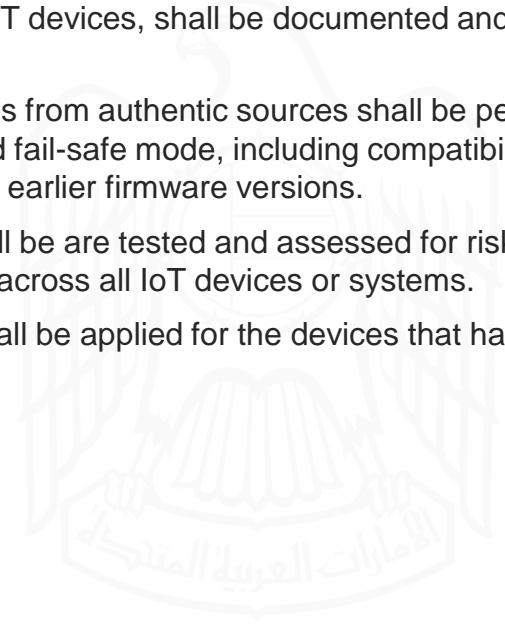 T devices, shall be documented and
s from authentic sources shall be pe
d fail-safe mode, including compatibi
earlier firmware versions.
ll be are tested and assessed for risk
across all IoT devices or systems.
all be applied for the devices that ha
الإمارات العربية المتحدة